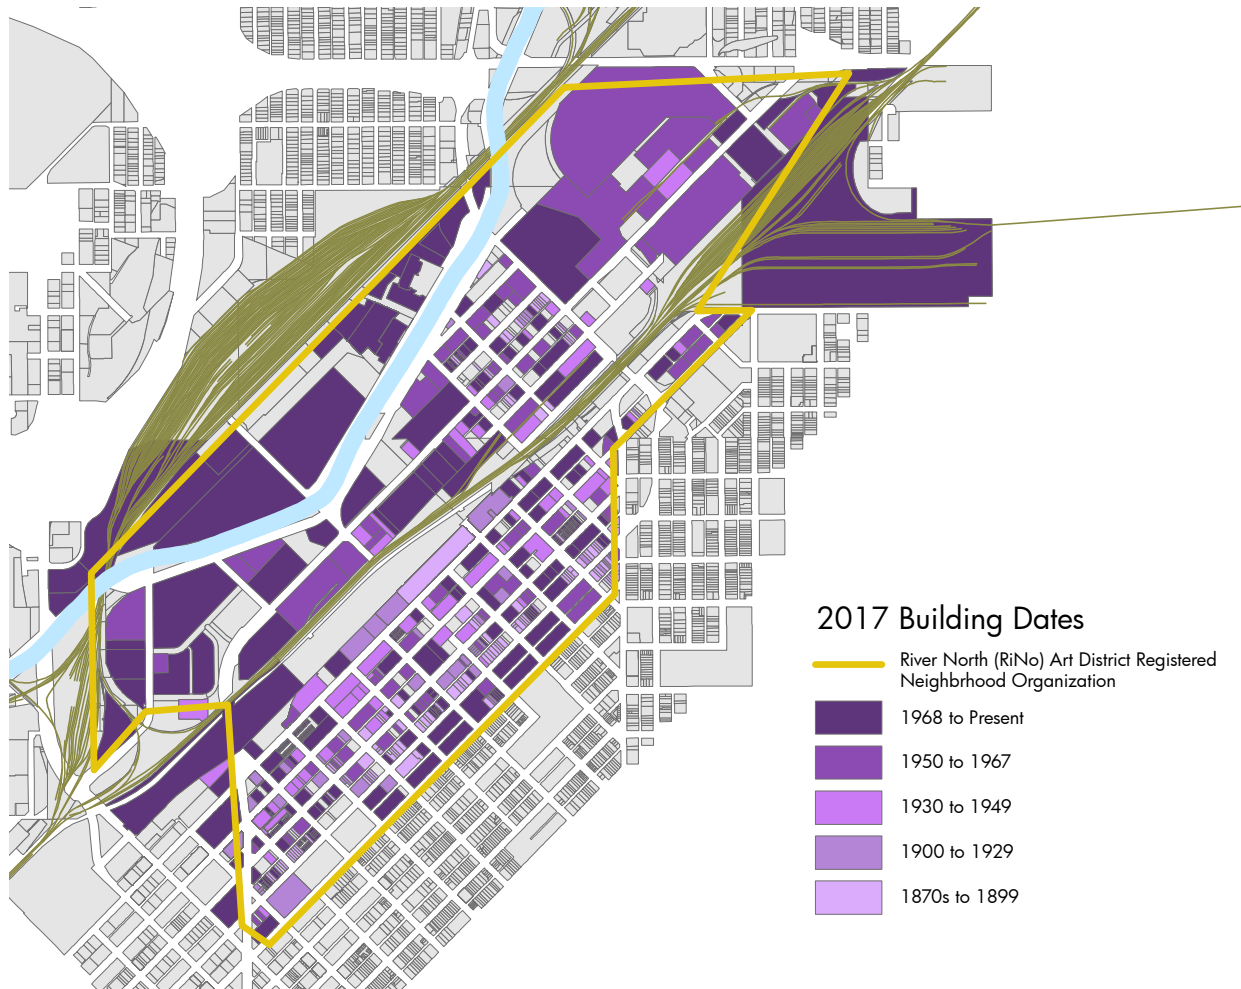 2017 Building Dates
River North (RiNo) Art District Registered
Neighbrhood Organization
1968 to Present
1950 to 1967
1930 to 1949
1900 to 1929
1870s to 1899